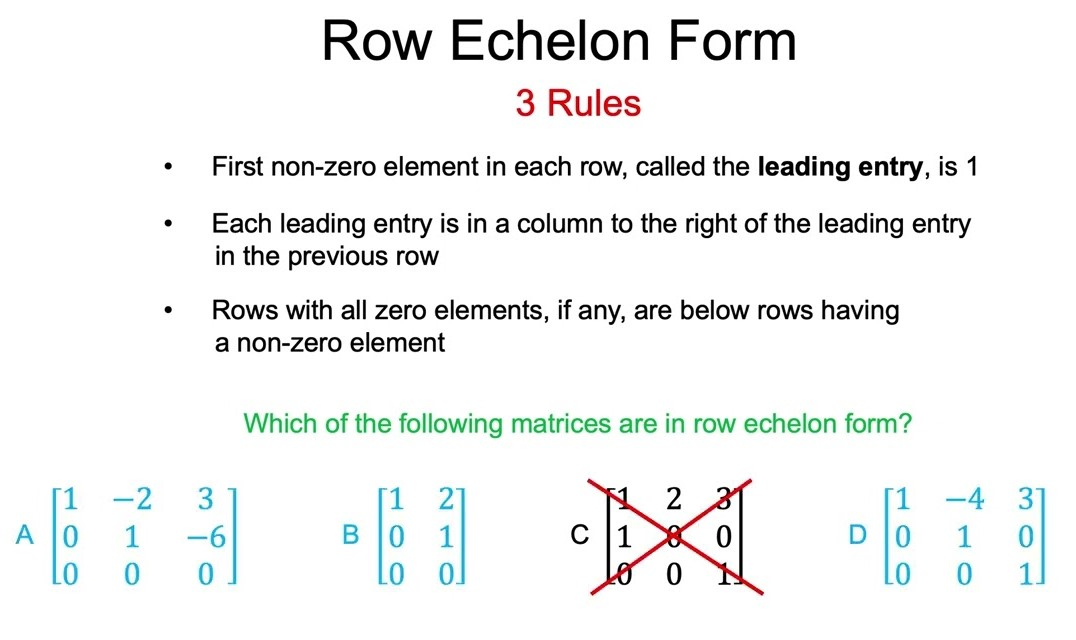 Row Echelon Form
3 Rules
• First non-zero element in each row, called the leading entry, is 1
• Each leading entry is in a column to the right of the leading entry
in the previous row
• Rows with all zero elements, if any, are below rows having
a non-zero element
Which of the following matrices are in row echelon form?
A
1 −2 3
0 1 −6
0 0 0
B
1 2
0 1
0 0
C
1 2 3
1 0 0
0 0 1
D
1 −4 3
0 1 0
0 0 1